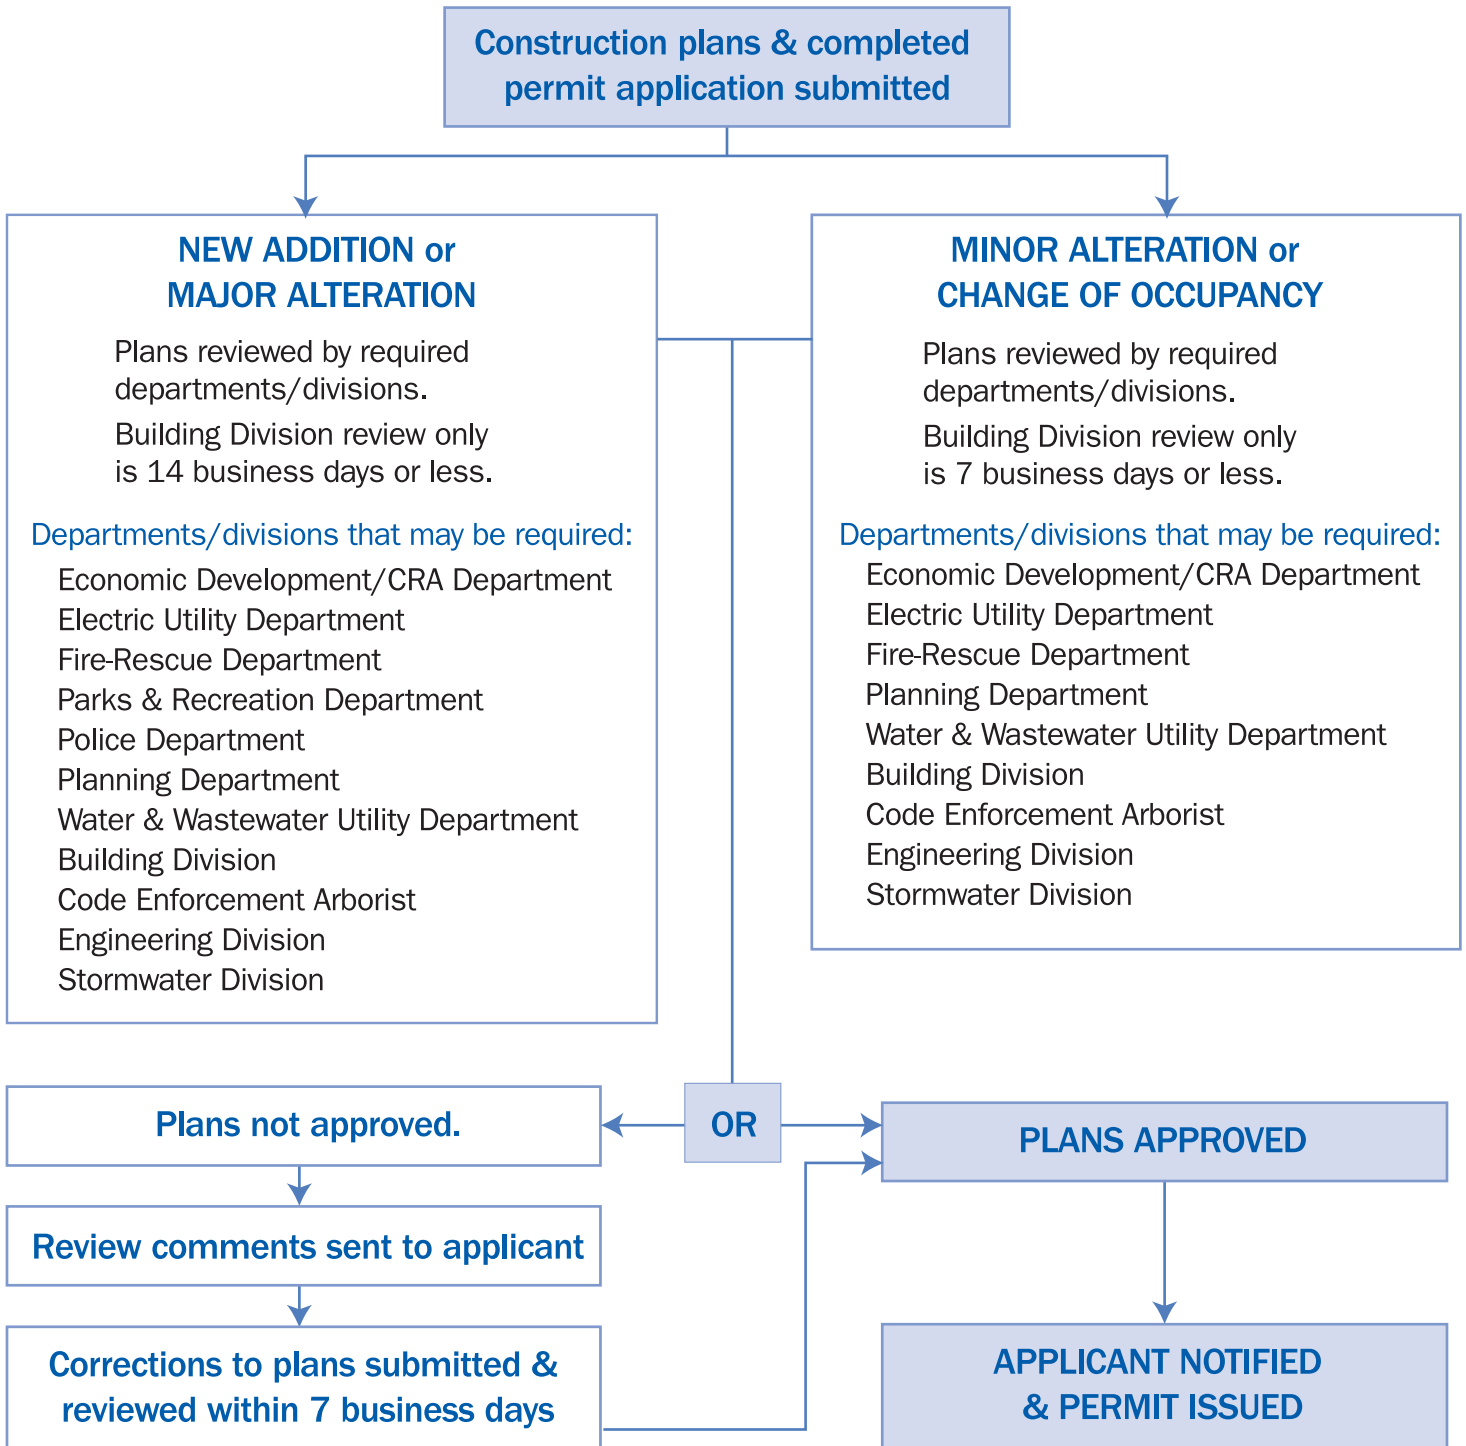 Construction plans & completed
permit application submitted
NEW ADDITION or
MAJOR ALTERATION
Plans reviewed by required
departments/divisions.
Building Division review only
is 14 business days or less.
Departments/divisions that may be required:
Economic Development/CRA Department
Electric Utility Department
Fire-Rescue Department
Parks & Recreation Department
Police Department
Planning Department
Water & Wastewater Utility Department
Building Division
Code Enforcement Arborist
Engineering Division
Stormwater Division
MINOR ALTERATION or
CHANGE OF OCCUPANCY
Plans reviewed by required
departments/divisions.
Building Division review only
is 7 business days or less.
Departments/divisions that may be required:
Economic Development/CRA Department
Electric Utility Department
Fire-Rescue Department
Planning Department
Water & Wastewater Utility Department
Building Division
Code Enforcement Arborist
Engineering Division
Stormwater Division
OR
Plans not approved.
Review comments sent to applicant
Corrections to plans submitted &
reviewed within 7 business days
PLANS APPROVED
APPLICANT NOTIFIED
& PERMIT ISSUED